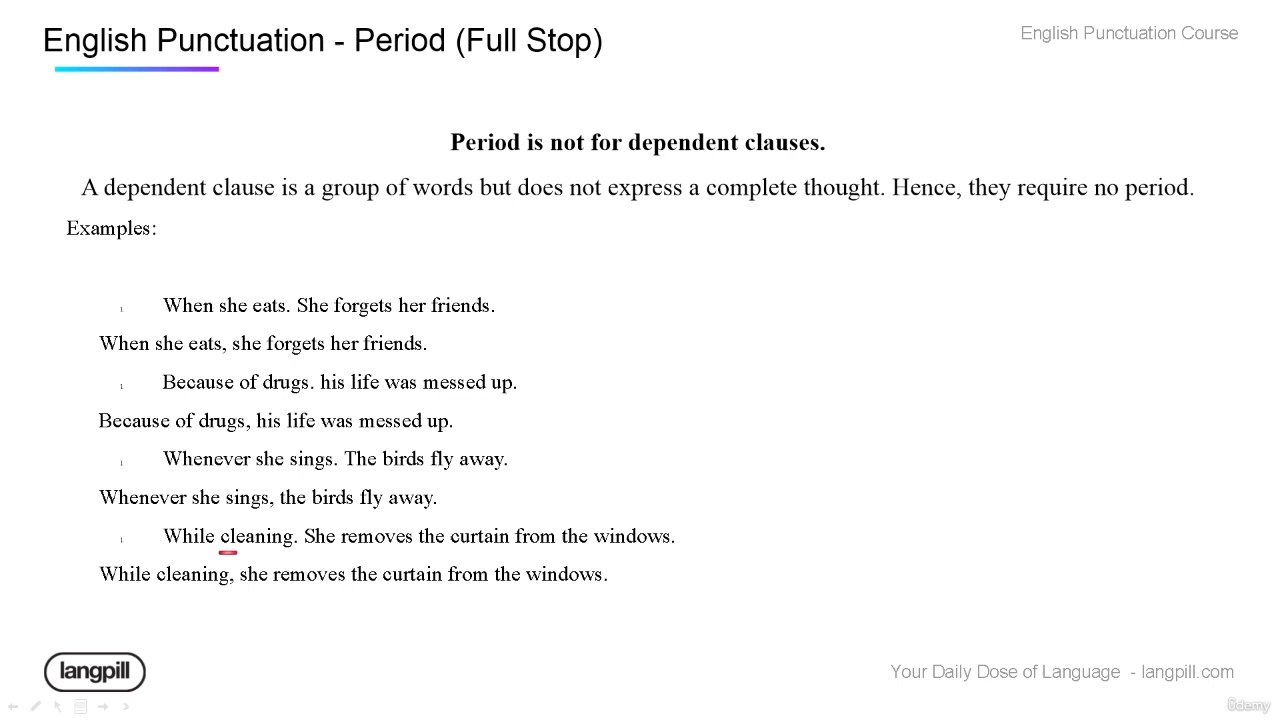 English Punctuation - Period (Full Stop)
English Punctuation Course
Period is not for dependent clauses.
A dependent clause is a group of words but does not express a complete thought. Hence, they require no period.
Examples:
1 When she eats. She forgets her friends.
When she eats, she forgets her friends.
1 Because of drugs. his life was messed up.
Because of drugs, his life was messed up.
1 Whenever she sings. The birds fly away.
Whenever she sings, the birds fly away.
1 While cleaning. She removes the curtain from the windows.
While cleaning, she removes the curtain from the windows.
langpill
Your Daily Dose of Language - langpill.com
ûdemy